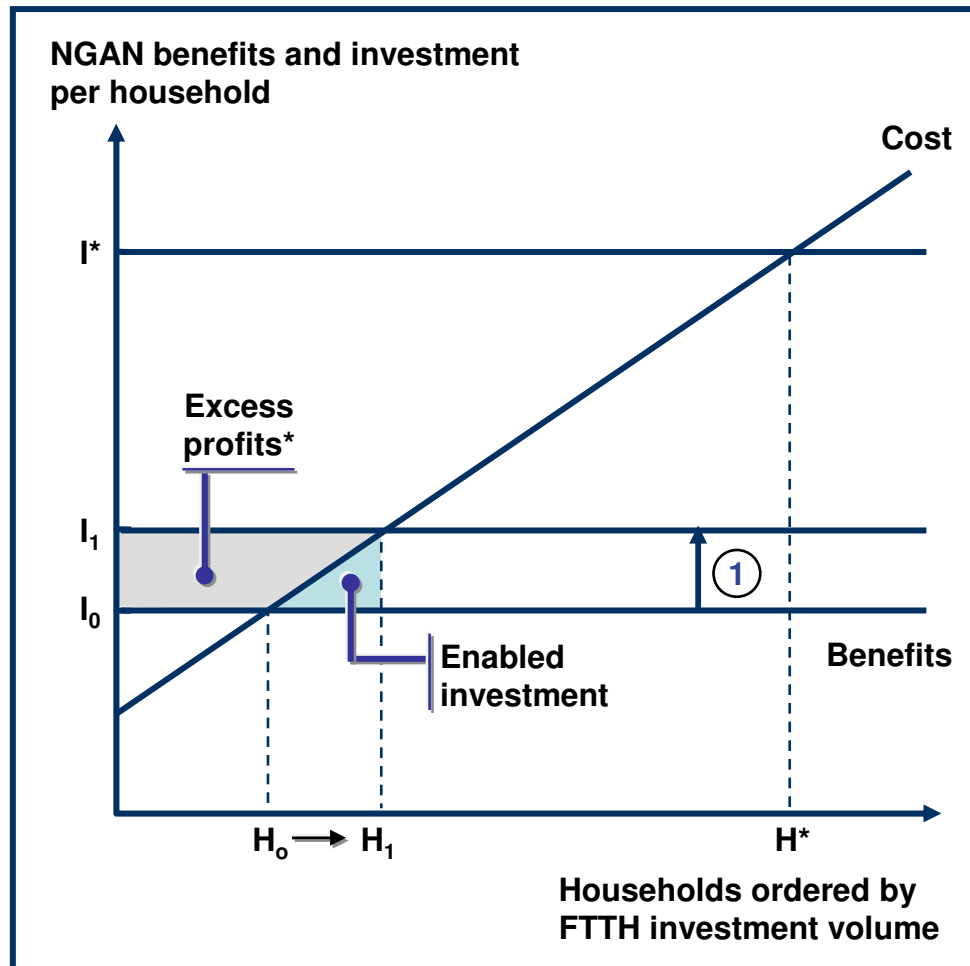 NGAN benefits and investment
per household
Cost
I*
Excess
profits*
I₁
1
I₀
Benefits
Enabled
investment
Hₒ → H₁
H*
Households ordered by
FTTH investment volume